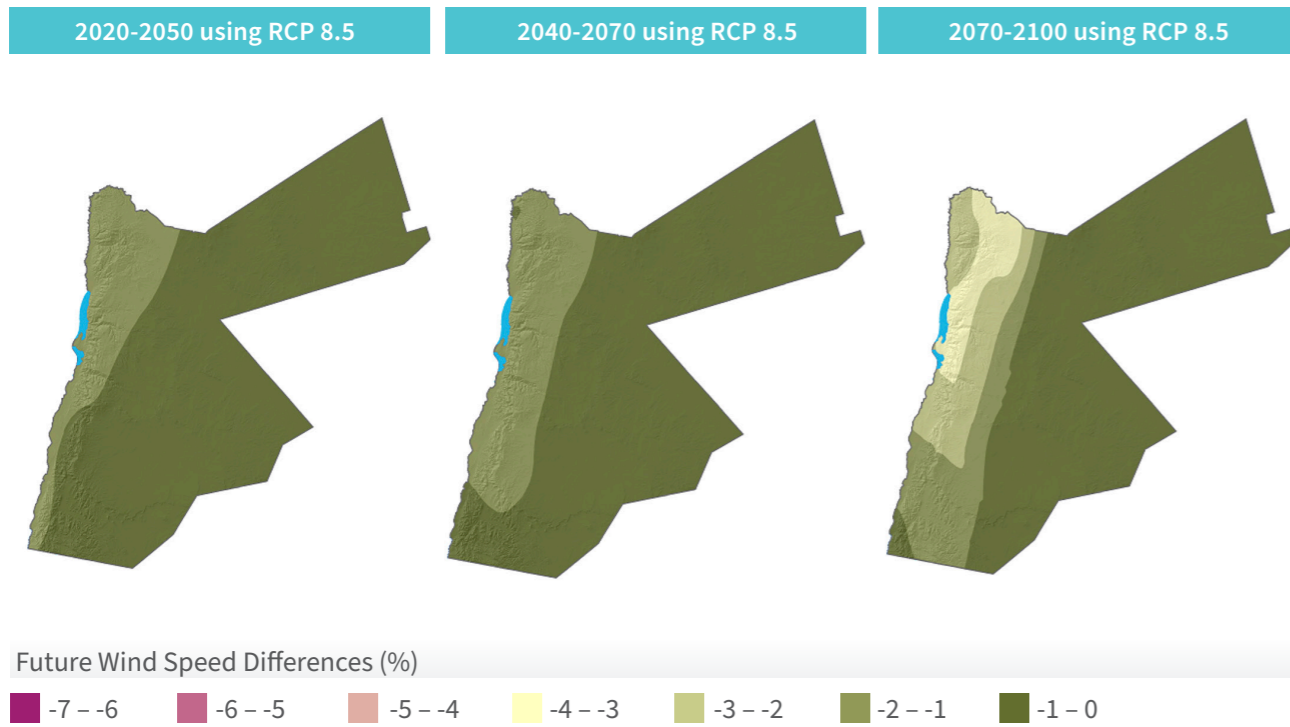 2020-2050 using RCP 8.5
2040-2070 using RCP 8.5
2070-2100 using RCP 8.5
Future Wind Speed Differences (%)
-7 – -6
-6 – -5
-5 – -4
-4 – -3
-3 – -2
-2 – -1
-1 – 0